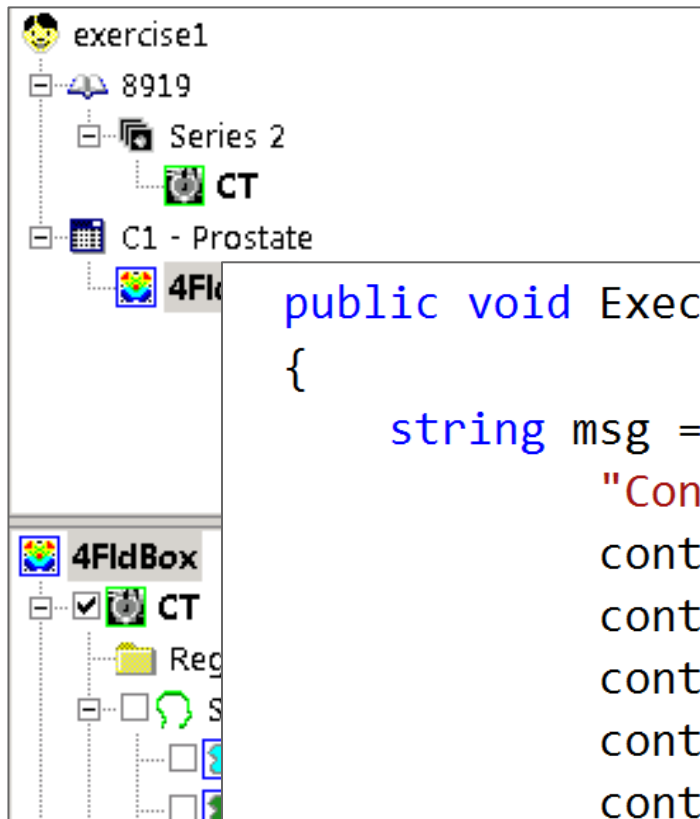 exercise1
8919
Series 2
CT
C1 - Prostate
4Fld
public void Exec
{
string msg =
"Con
cont
cont
cont
cont
cont
4FldBox
CT
Reg
S